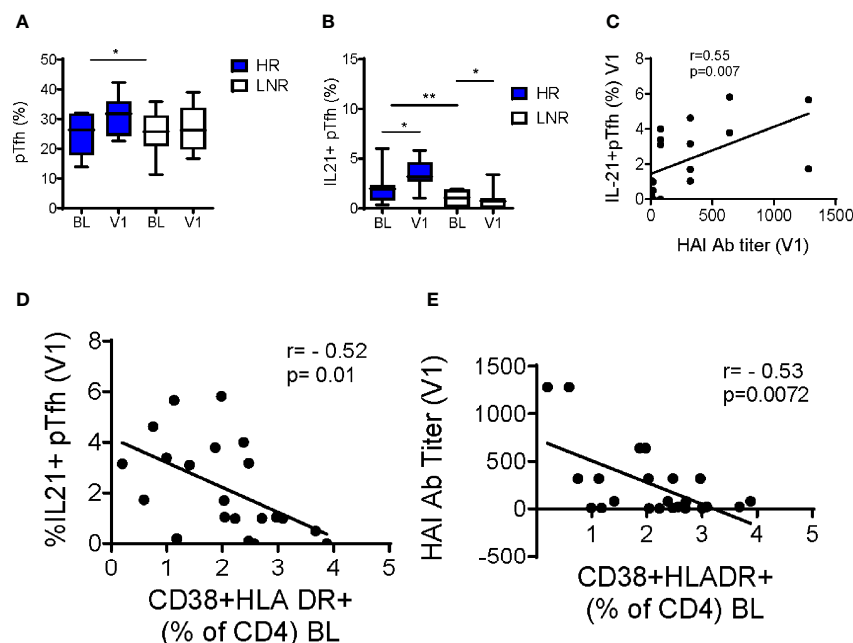 A
*
pTfh (%)
50
40
30
20
10
0
BL V1 BL V1
HR
LNR
B
*
**
*
IL21+ pTfh (%)
15
10
5
0
BL V1 BL V1
HR
LNR
C
r=0.55
p=0.007
IL-21+pTfh (%) V1
8
6
4
2
0
0 500 1000 1500
HAI Ab titer (V1)
D
r= - 0.52
p= 0.01
%IL21+ pTfh (V1)
8
6
4
2
0
0 1 2 3 4 5
CD38+HLA DR+
(% of CD4) BL
E
r= - 0.53
p=0.0072
HAI Ab Titer (V1)
1500
1000
500
0
-500
1 2 3 4 5
CD38+HLADR+
(% of CD4) BL